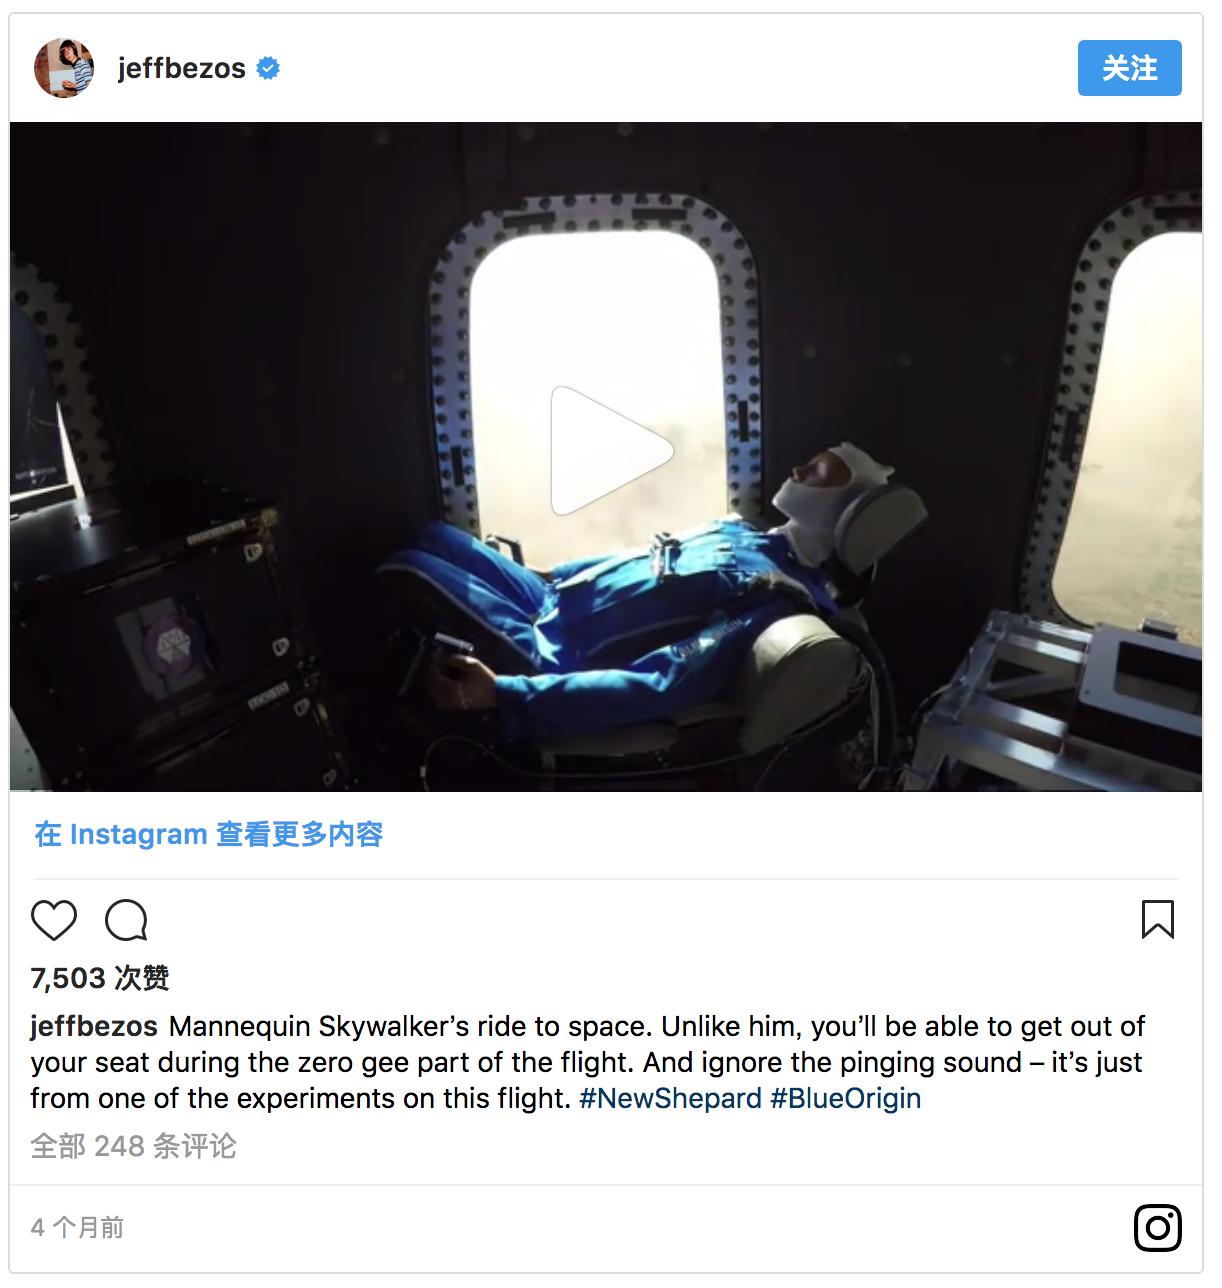 jeffbezos
关注
在 Instagram 查看更多内容
7,503 次赞
jeffbezos Mannequin Skywalker’s ride to space. Unlike him, you’ll be able to get out of
your seat during the zero gee part of the flight. And ignore the pinging sound – it’s just
from one of the experiments on this flight. #NewShepard #BlueOrigin
全部 248 条评论
4 个月前